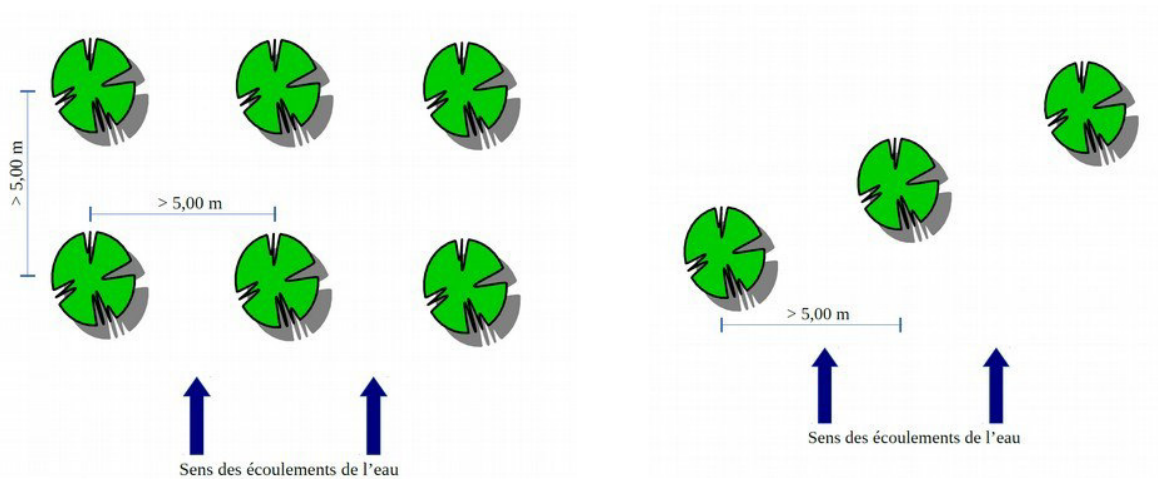 > 5,00 m
> 5,00 m
Sens des écoulements de l’eau
> 5,00 m
Sens des écoulements de l’eau